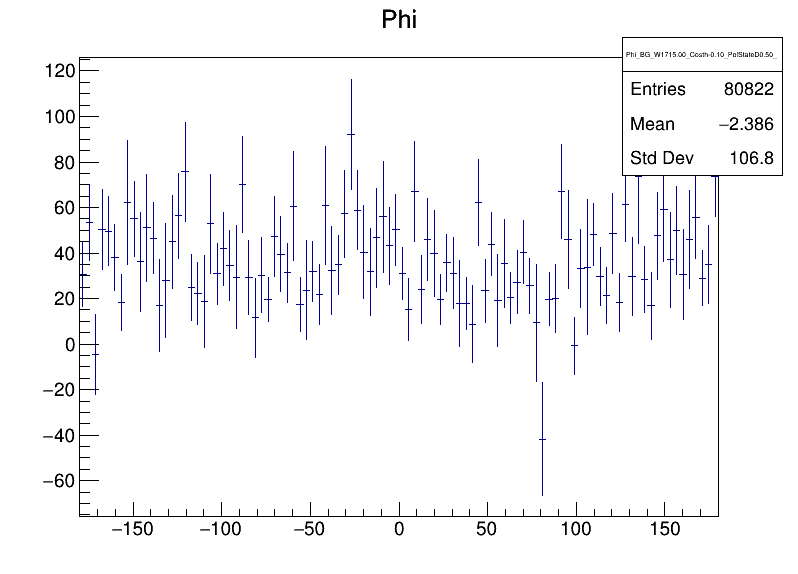 Phi
Phi_BG_W1715.00_Costh-0.10_PolStateD0.50_
Entries 80822
Mean −2.386
Std Dev 106.8
120
100
80
60
40
20
0
−20
−40
−60
−150 −100 −50 0 50 100 150